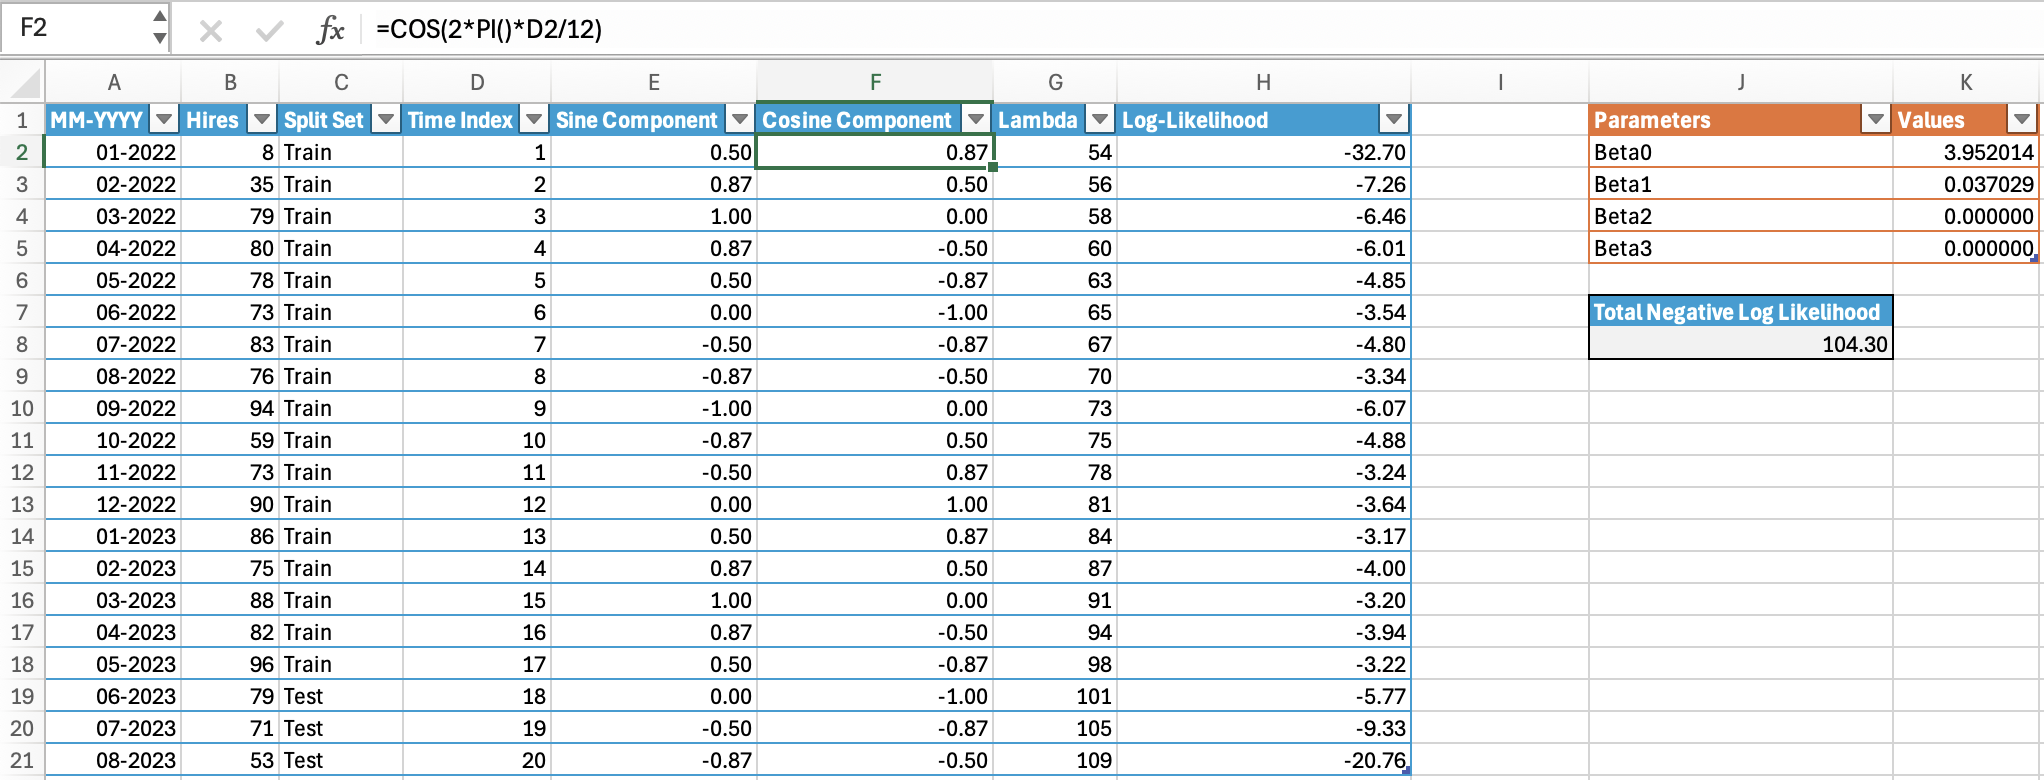 F2 fx =COS(2*PI()*D2/12)
A B C D E F G H I J K
1 MM-YYYY Hires Split Set Time Index Sine Component Cosine Component Lambda Log-Likelihood Parameters Values
2 01-2022 8 Train 1 0.50 0.87 54 -32.70 Beta0 3.952014
3 02-2022 35 Train 2 0.87 0.50 56 -7.26 Beta1 0.037029
4 03-2022 79 Train 3 1.00 0.00 58 -6.46 Beta2 0.000000
5 04-2022 80 Train 4 0.87 -0.50 60 -6.01 Beta3 0.000000
6 05-2022 78 Train 5 0.50 -0.87 63 -4.85
7 06-2022 73 Train 6 0.00 -1.00 65 -3.54 Total Negative Log Likelihood
8 07-2022 83 Train 7 -0.50 -0.87 67 -4.80 104.30
9 08-2022 76 Train 8 -0.87 -0.50 70 -3.34
10 09-2022 94 Train 9 -1.00 0.00 73 -6.07
11 10-2022 59 Train 10 -0.87 0.50 75 -4.88
12 11-2022 73 Train 11 -0.50 0.87 78 -3.24
13 12-2022 90 Train 12 0.00 1.00 81 -3.64
14 01-2023 86 Train 13 0.50 0.87 84 -3.17
15 02-2023 75 Train 14 0.87 0.50 87 -4.00
16 03-2023 88 Train 15 1.00 0.00 91 -3.20
17 04-2023 82 Train 16 0.87 -0.50 94 -3.94
18 05-2023 96 Train 17 0.50 -0.87 98 -3.22
19 06-2023 79 Test 18 0.00 -1.00 101 -5.77
20 07-2023 71 Test 19 -0.50 -0.87 105 -9.33
21 08-2023 53 Test 20 -0.87 -0.50 109 -20.76